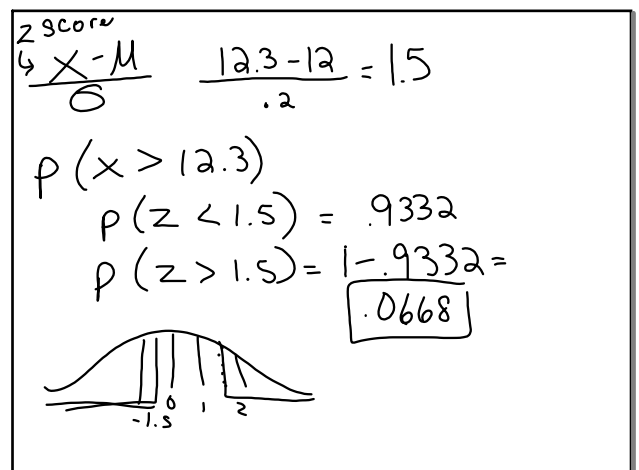 z score
↳ x - μ / σ   12.3 - 12 / .2 = 1.5
p (x > 12.3)
p (z < 1.5) = .9332
p (z > 1.5) = 1 - .9332 =
.0668
0 1 2
-1.5